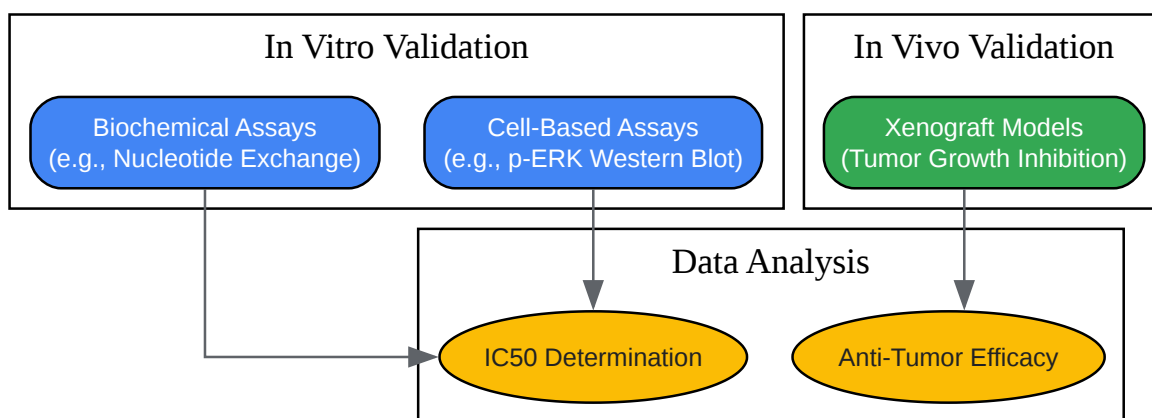 In Vitro Validation
Biochemical Assays
(e.g., Nucleotide Exchange)
Cell-Based Assays
(e.g., p-ERK Western Blot)
In Vivo Validation
Xenograft Models
(Tumor Growth Inhibition)
Data Analysis
IC50 Determination
Anti-Tumor Efficacy